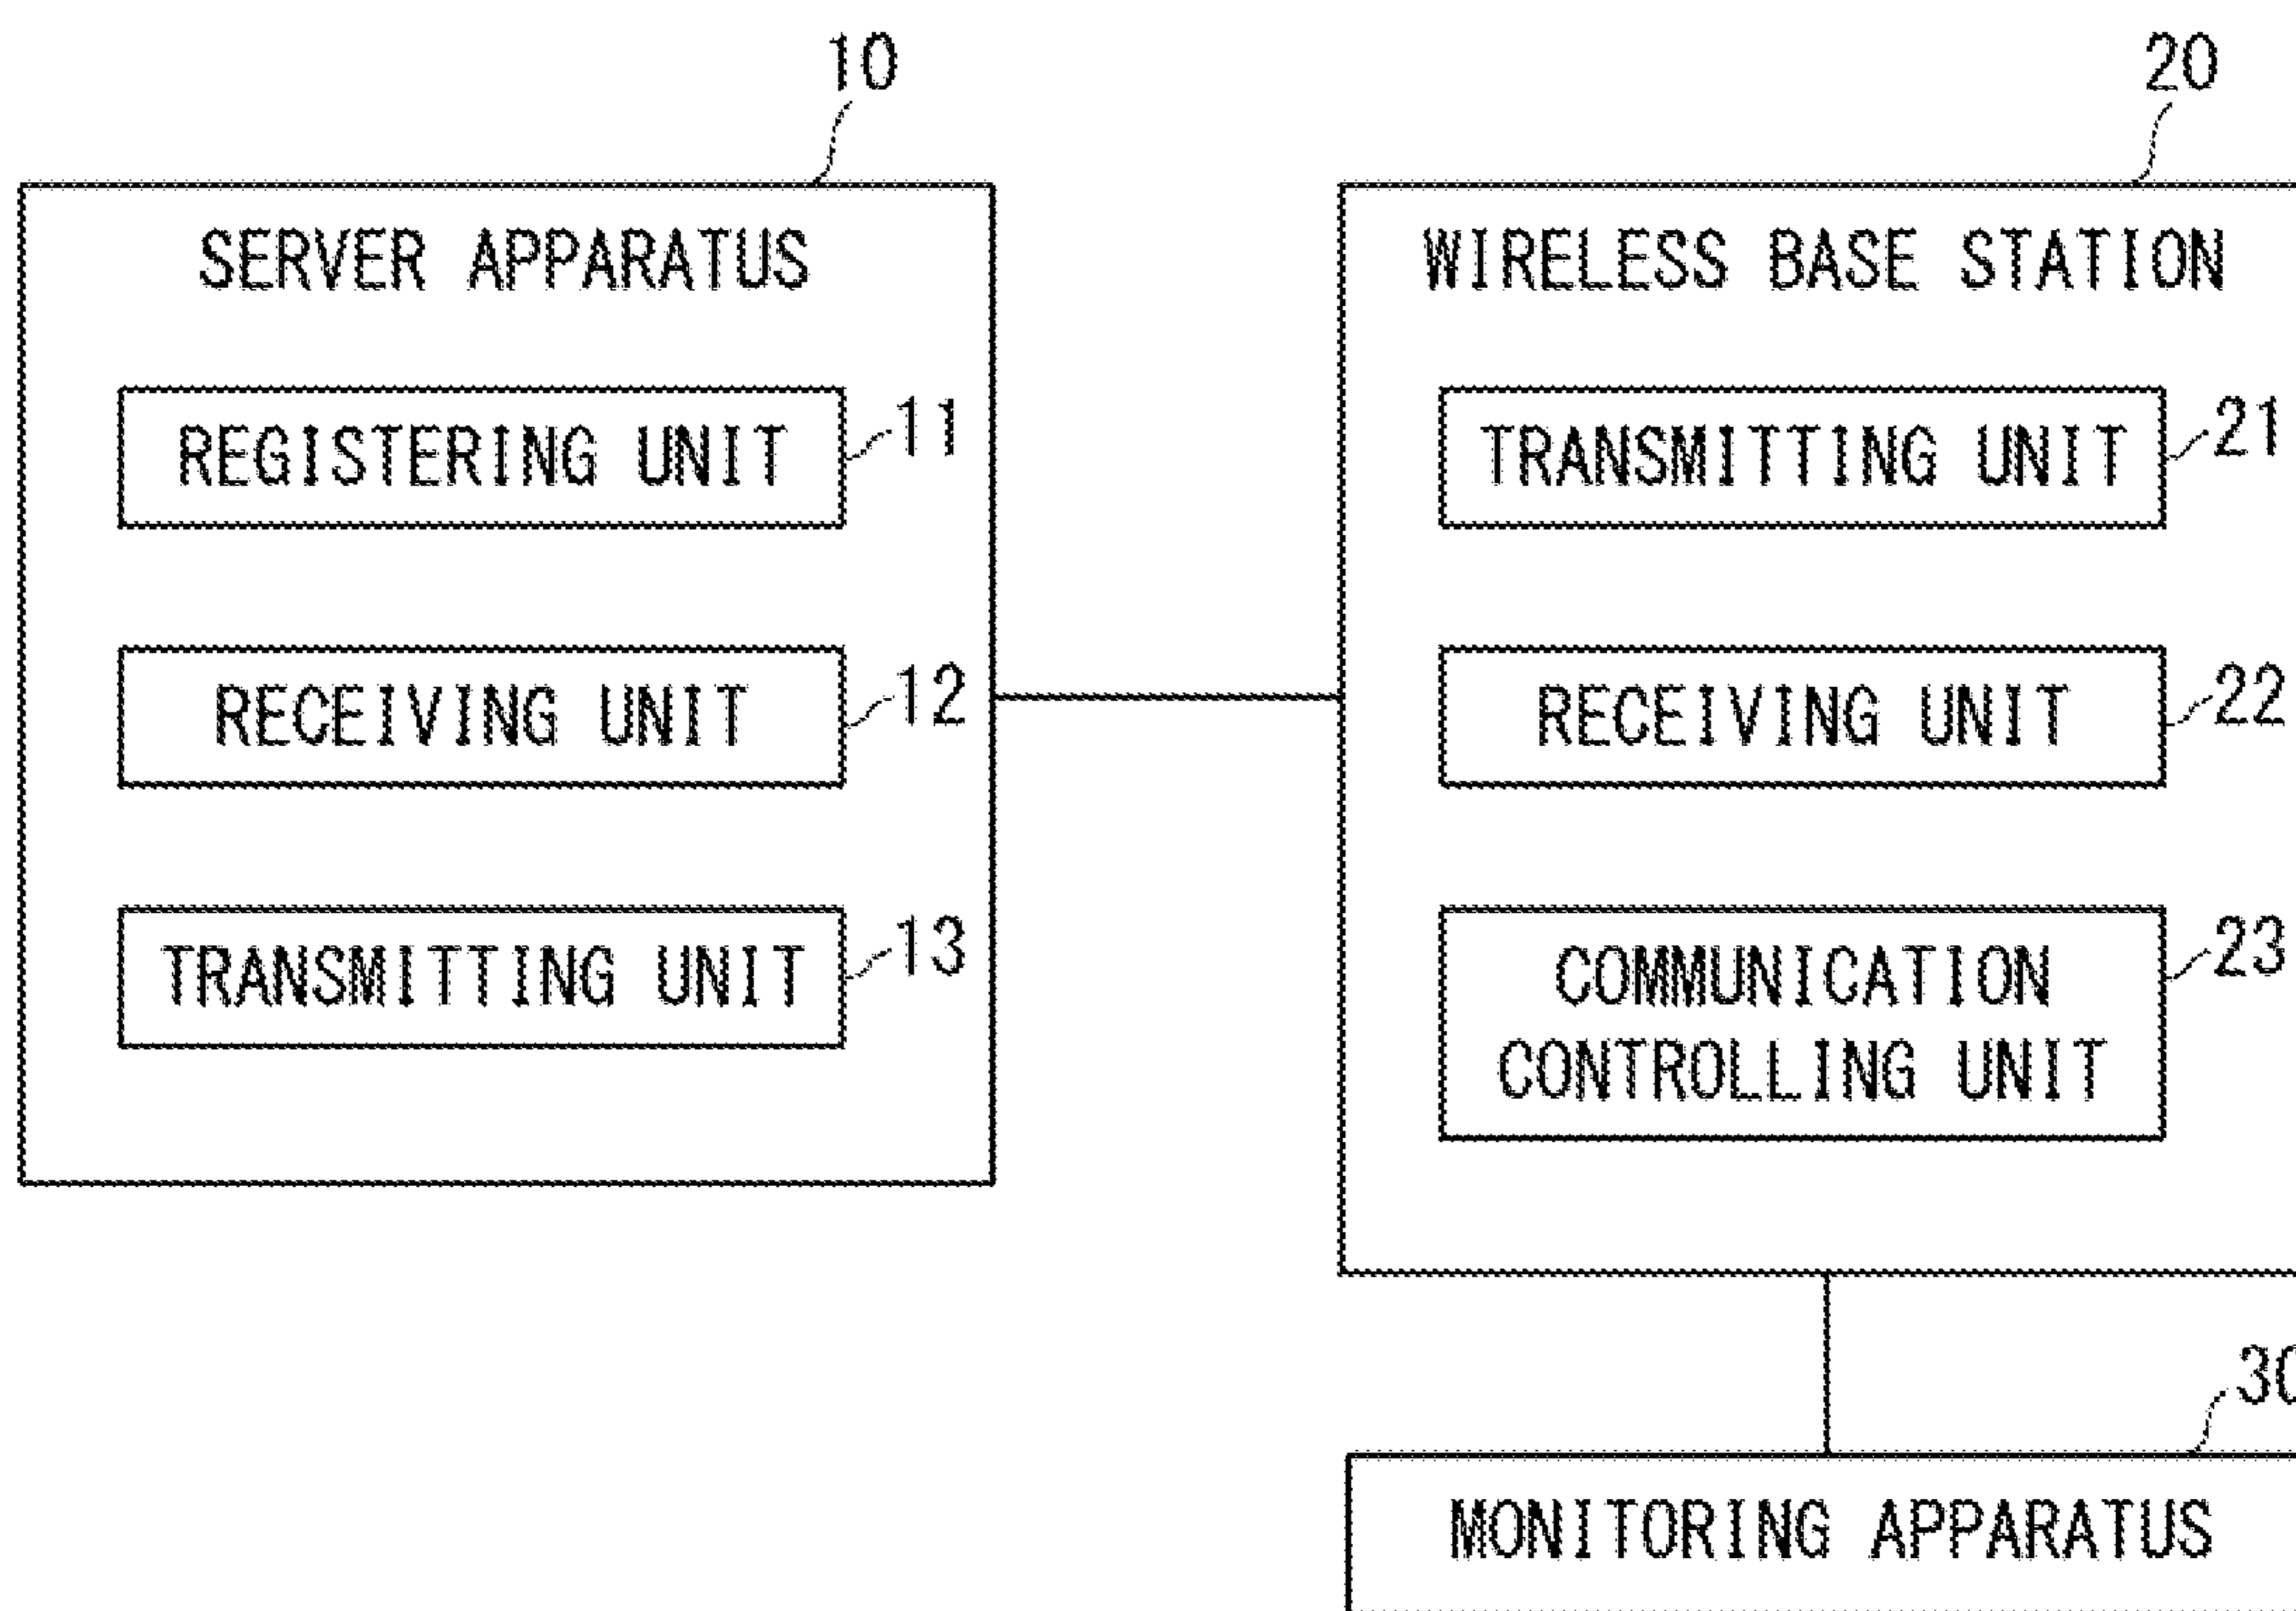 10
SERVER APPARATUS
REGISTERING UNIT
11
RECEIVING UNIT
12
TRANSMITTING UNIT
13
20
WIRELESS BASE STATION
TRANSMITTING UNIT
21
RECEIVING UNIT
22
COMMUNICATION
CONTROLLING UNIT
23
30
MONITORING APPARATUS